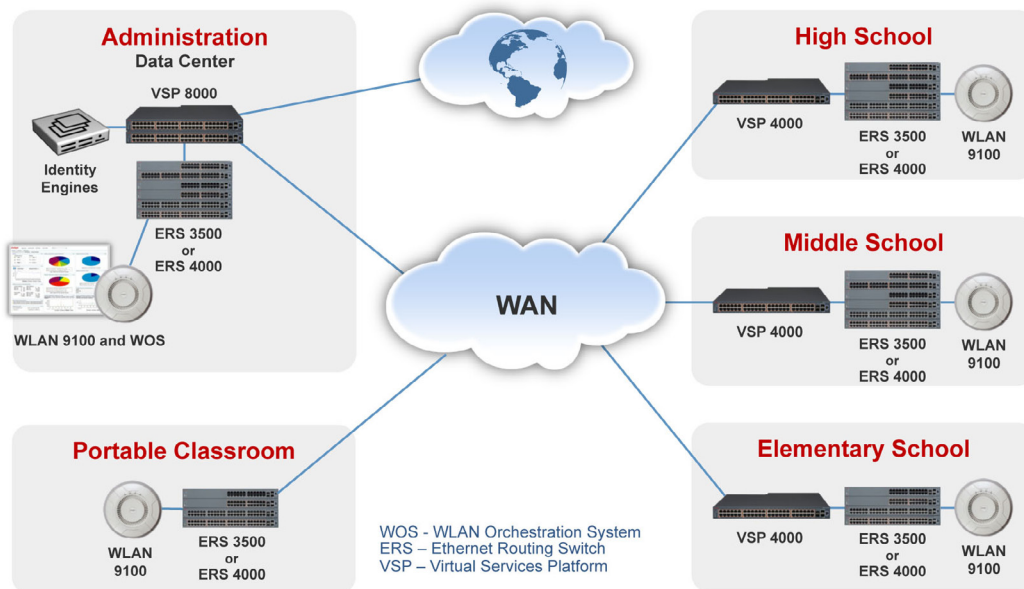 Administration
Data Center
VSP 8000
Identity
Engines
ERS 3500
or
ERS 4000
WLAN 9100 and WOS
Portable Classroom
WLAN
9100
ERS 3500
or
ERS 4000
WAN
WOS - WLAN Orchestration System
ERS – Ethernet Routing Switch
VSP – Virtual Services Platform
High School
VSP 4000
ERS 3500
or
ERS 4000
WLAN
9100
Middle School
VSP 4000
ERS 3500
or
ERS 4000
WLAN
9100
Elementary School
VSP 4000
ERS 3500
or
ERS 4000
WLAN
9100